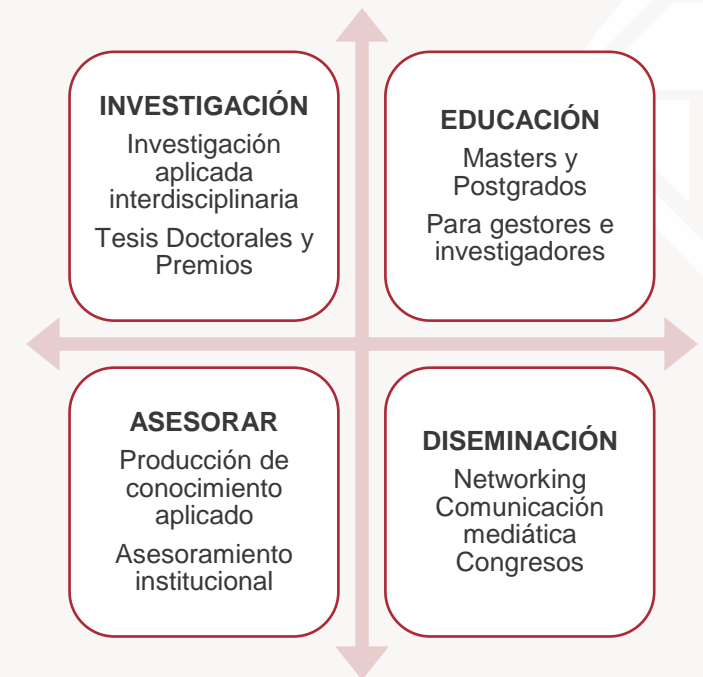 INVESTIGACIÓN
Investigación
aplicada
interdisciplinaria
Tesis Doctorales y
Premios
EDUCACIÓN
Masters y
Postgrados
Para gestores e
investigadores
ASESORAR
Producción de
conocimiento
aplicado
Asesoramiento
institucional
DISEMINACIÓN
Networking
Comunicación
mediática
Congresos